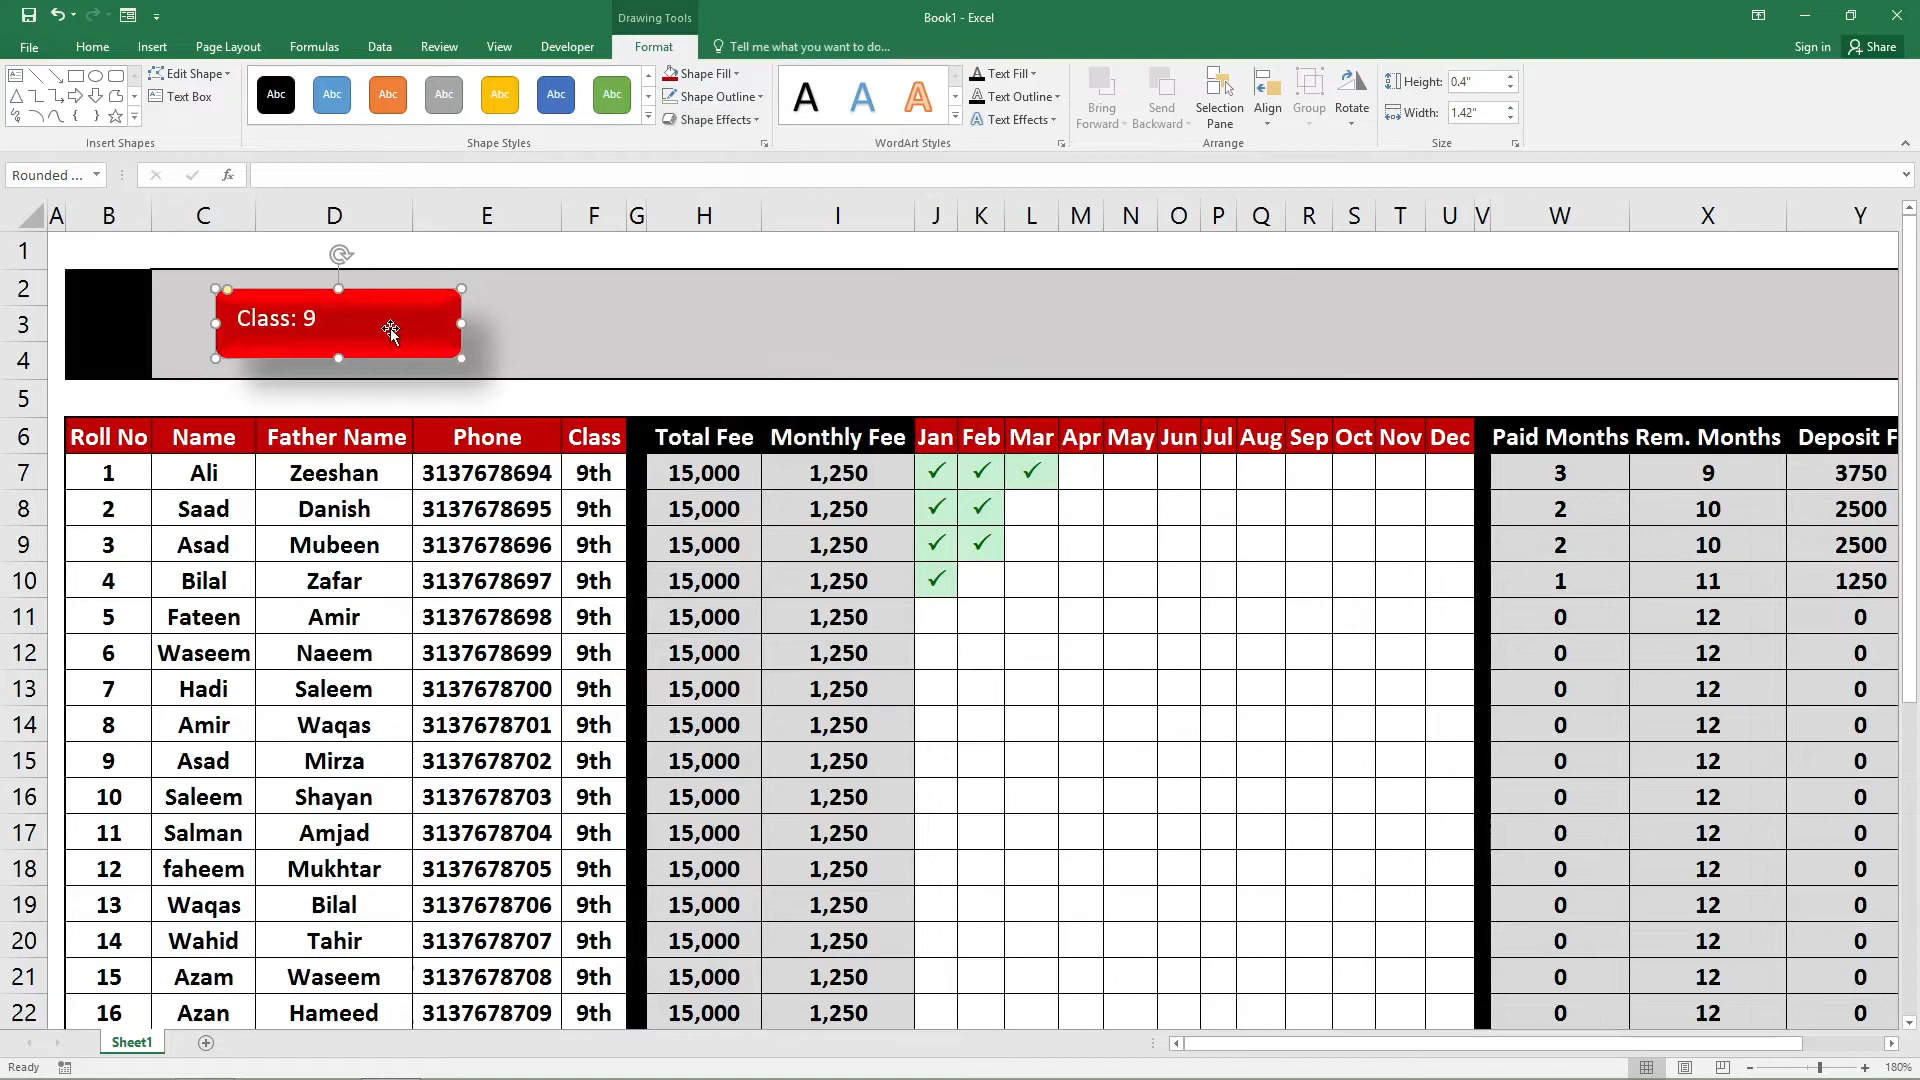 Drawing Tools
Book1 - Excel
File Home Insert Page Layout Formulas Data Review View Developer Format Tell me what you want to do... Sign in Share
Edit Shape
Text Box
Insert Shapes
Abc Abc Abc Abc Abc Abc Abc
Shape Fill
Shape Outline
Shape Effects
Shape Styles
A A A
Text Fill
Text Outline
Text Effects
WordArt Styles
Bring Forward
Send Backward
Selection Pane
Align
Group
Rotate
Arrange
Height: 0.4"
Width: 1.42"
Size
Rounded ... fx
A B C D E F G H I J K L M N O P Q R S T U V W X Y
1
2
3 Class: 9
4
5
6 Roll No Name Father Name Phone Class Total Fee Monthly Fee Jan Feb Mar Apr May Jun Jul Aug Sep Oct Nov Dec Paid Months Rem. Months Deposit F
7 1 Ali Zeeshan 3137678694 9th 15,000 1,250 ✓ ✓ ✓ 3 9 3750
8 2 Saad Danish 3137678695 9th 15,000 1,250 ✓ ✓ 2 10 2500
9 3 Asad Mubeen 3137678696 9th 15,000 1,250 ✓ ✓ 2 10 2500
10 4 Bilal Zafar 3137678697 9th 15,000 1,250 ✓ 1 11 1250
11 5 Fateen Amir 3137678698 9th 15,000 1,250 0 12 0
12 6 Waseem Naeem 3137678699 9th 15,000 1,250 0 12 0
13 7 Hadi Saleem 3137678700 9th 15,000 1,250 0 12 0
14 8 Amir Waqas 3137678701 9th 15,000 1,250 0 12 0
15 9 Asad Mirza 3137678702 9th 15,000 1,250 0 12 0
16 10 Saleem Shayan 3137678703 9th 15,000 1,250 0 12 0
17 11 Salman Amjad 3137678704 9th 15,000 1,250 0 12 0
18 12 faheem Mukhtar 3137678705 9th 15,000 1,250 0 12 0
19 13 Waqas Bilal 3137678706 9th 15,000 1,250 0 12 0
20 14 Wahid Tahir 3137678707 9th 15,000 1,250 0 12 0
21 15 Azam Waseem 3137678708 9th 15,000 1,250 0 12 0
22 16 Azan Hameed 3137678709 9th 15,000 1,250 0 12 0
Sheet1
Ready 180%